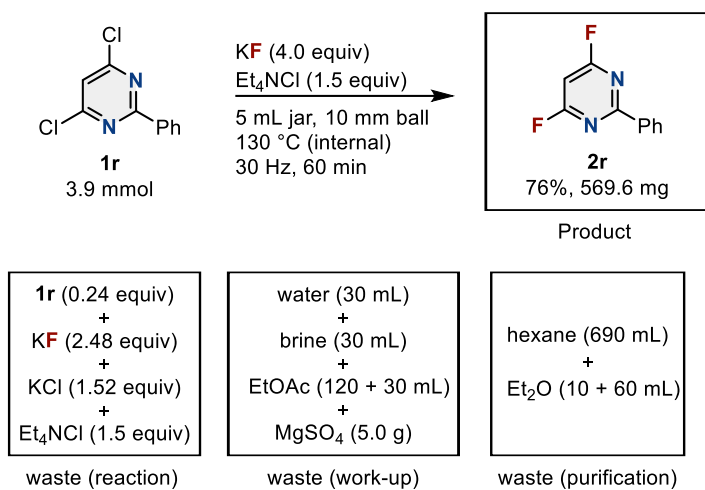 Cl
N
Cl
N
Ph
1r
3.9 mmol
KF (4.0 equiv)
Et₄NCl (1.5 equiv)
5 mL jar, 10 mm ball
130 °C (internal)
30 Hz, 60 min
F
N
F
N
Ph
2r
76%, 569.6 mg
Product
1r (0.24 equiv)
+
KF (2.48 equiv)
+
KCl (1.52 equiv)
+
Et₄NCl (1.5 equiv)
waste (reaction)
water (30 mL)
+
brine (30 mL)
+
EtOAc (120 + 30 mL)
+
MgSO₄ (5.0 g)
waste (work-up)
hexane (690 mL)
+
Et₂O (10 + 60 mL)
waste (purification)